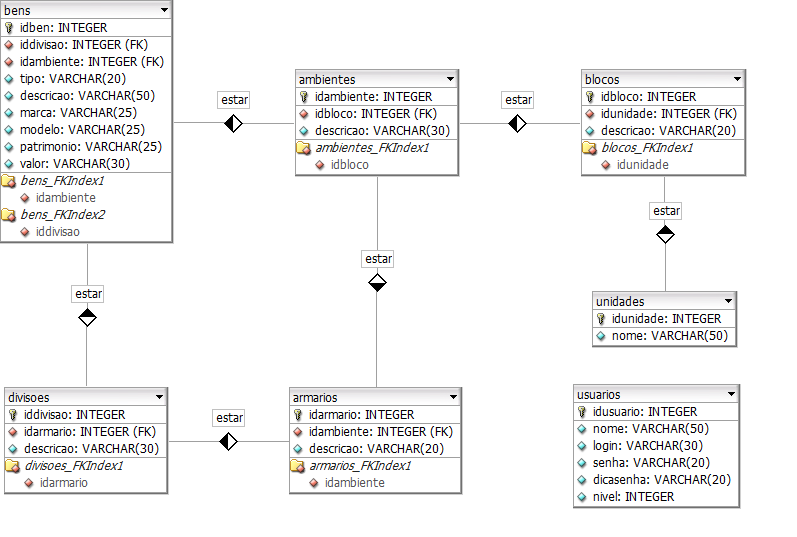 bens
idben: INTEGER
iddivisao: INTEGER (FK)
idambiente: INTEGER (FK)
tipo: VARCHAR(20)
descricao: VARCHAR(50)
marca: VARCHAR(25)
modelo: VARCHAR(25)
patrimonio: VARCHAR(25)
valor: VARCHAR(30)
bens_FKIndex1
idambiente
bens_FKIndex2
iddivisao
estar
ambientes
idambiente: INTEGER
idbloco: INTEGER (FK)
descricao: VARCHAR(30)
ambientes_FKIndex1
idbloco
estar
blocos
idbloco: INTEGER
idunidade: INTEGER (FK)
descricao: VARCHAR(20)
blocos_FKIndex1
idunidade
estar
estar
estar
unidades
idunidade: INTEGER
nome: VARCHAR(50)
divisoes
iddivisao: INTEGER
idarmario: INTEGER (FK)
descricao: VARCHAR(30)
divisoes_FKIndex1
idarmario
estar
armarios
idarmario: INTEGER
idambiente: INTEGER (FK)
descricao: VARCHAR(20)
armarios_FKIndex1
idambiente
usuarios
idusuario: INTEGER
nome: VARCHAR(50)
login: VARCHAR(30)
senha: VARCHAR(20)
dicasenha: VARCHAR(20)
nivel: INTEGER